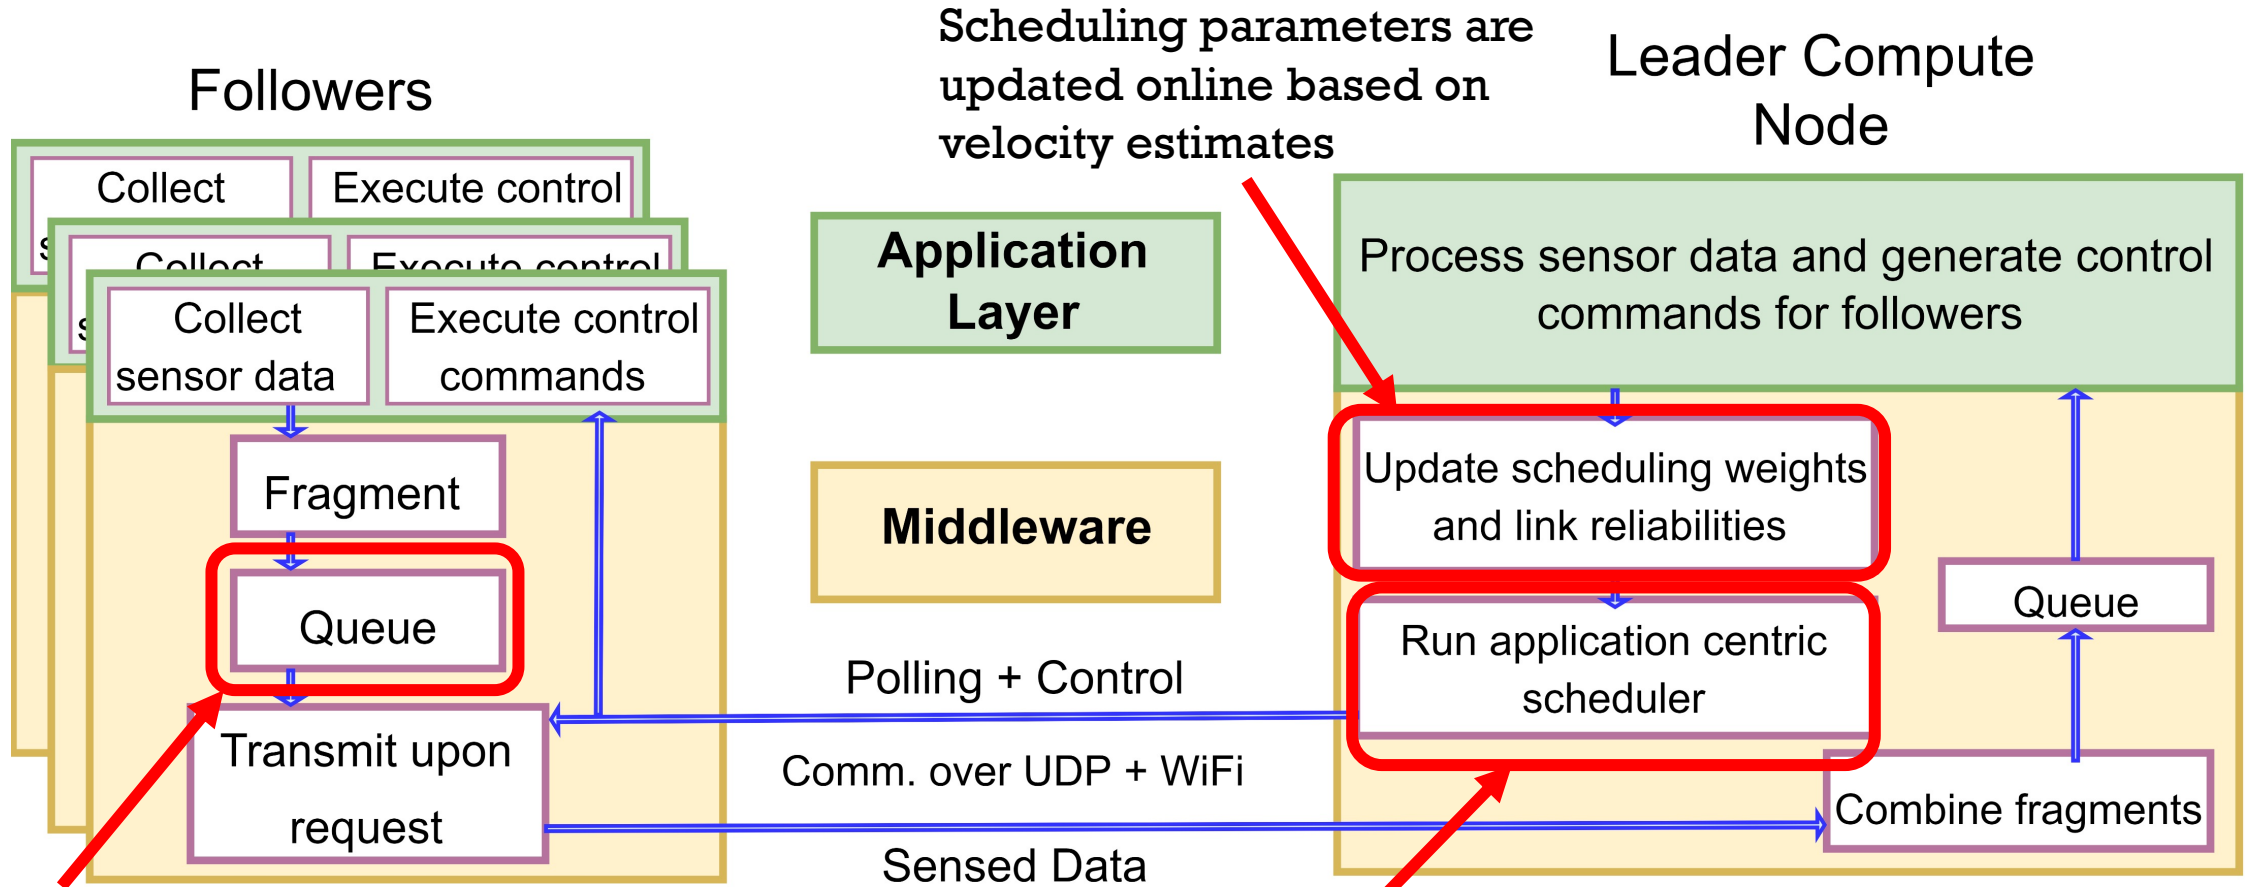 Followers
Collect
Execute control
s
Collect
Execute control
s
Collect
sensor data
Execute control
commands
Fragment
Queue
Transmit upon
request
Scheduling parameters are
updated online based on
velocity estimates
Application
Layer
Middleware
Polling + Control
Comm. over UDP + WiFi
Sensed Data
Leader Compute
Node
Process sensor data and generate control
commands for followers
Update scheduling weights
and link reliabilities
Run application centric
scheduler
Queue
Combine fragments